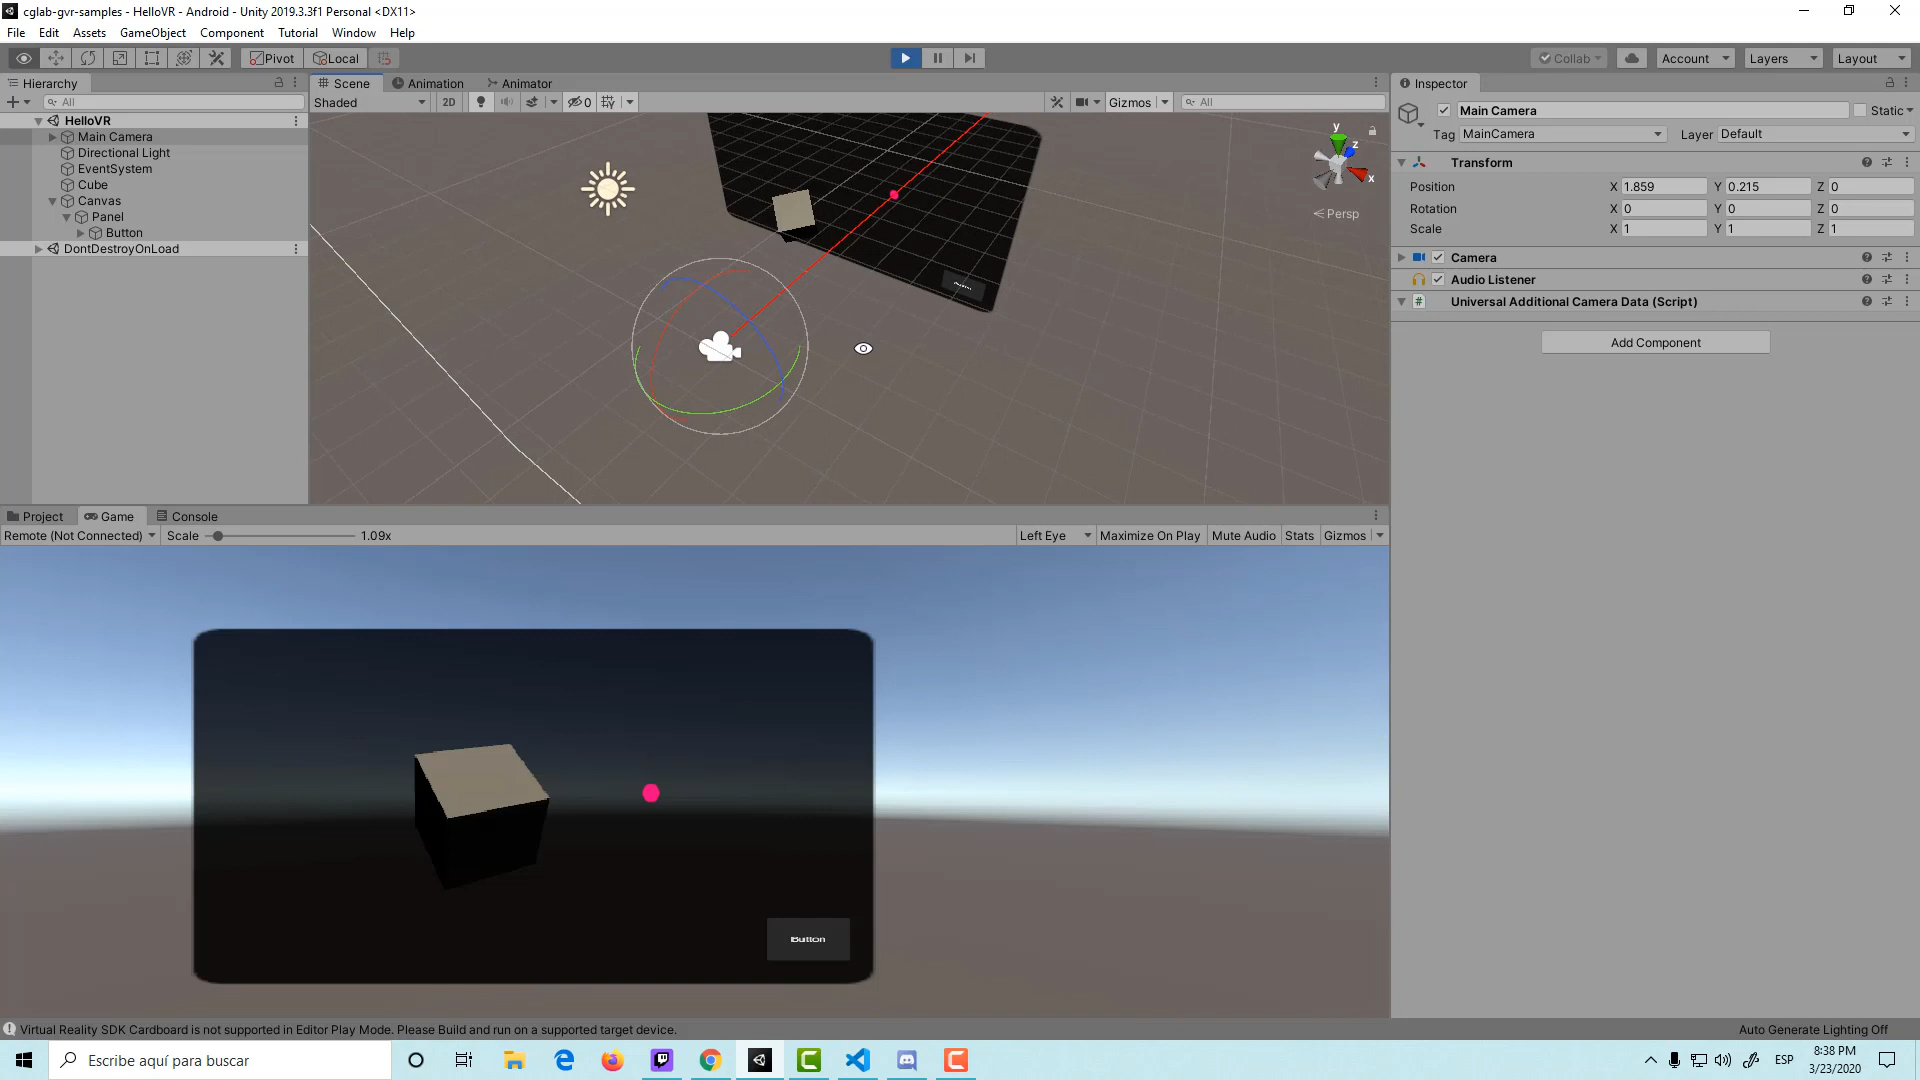 cglab-gvr-samples - HelloVR - Android - Unity 2019.3.3f1 Personal <DX11>
File Edit Assets GameObject Component Tutorial Window Help
Pivot Local Collab Account Layers Layout
Hierarchy Scene Animation Animator Inspector
All Shaded 2D 0 Gizmos All
Main Camera Static
HelloVR
Main Camera
Tag MainCamera Layer Default
Directional Light
Transform
EventSystem
Cube
Position X 1.859 Y 0.215 Z 0
Canvas
Rotation X 0 Y 0 Z 0
Panel
Scale X 1 Y 1 Z 1
Button
DontDestroyOnLoad
y
z
x
Persp
Camera
Audio Listener
Universal Additional Camera Data (Script)
Add Component
Project Game Console
Remote (Not Connected) Scale 1.09x Left Eye Maximize On Play Mute Audio Stats Gizmos
Button
Virtual Reality SDK Cardboard is not supported in Editor Play Mode. Please Build and run on a supported target device.
Auto Generate Lighting Off
Escribe aquí para buscar
ESP
8:38 PM
3/23/2020